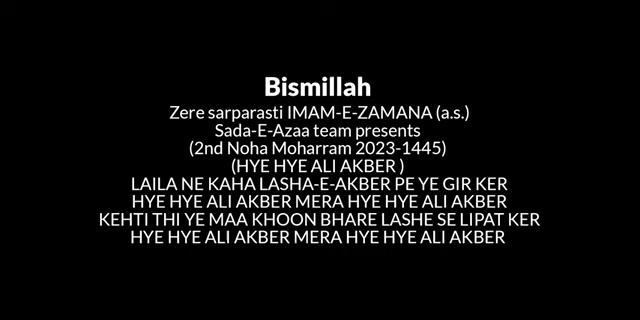 Bismillah
Zere sarparasti IMAM-E-ZAMANA (a.s.)
Sada-E-Azaa team presents
(2nd Noha Moharram 2023-1445)
(HYE HYE ALI AKBER )
LAILA NE KAHA LASHA-E-AKBER PE YE GIR KER
HYE HYE ALI AKBER MERA HYE HYE ALI AKBER
KEHTI THI YE MAA KHOON BHARE LASHE SE LIPAT KER
HYE HYE ALI AKBER MERA HYE HYE ALI AKBER